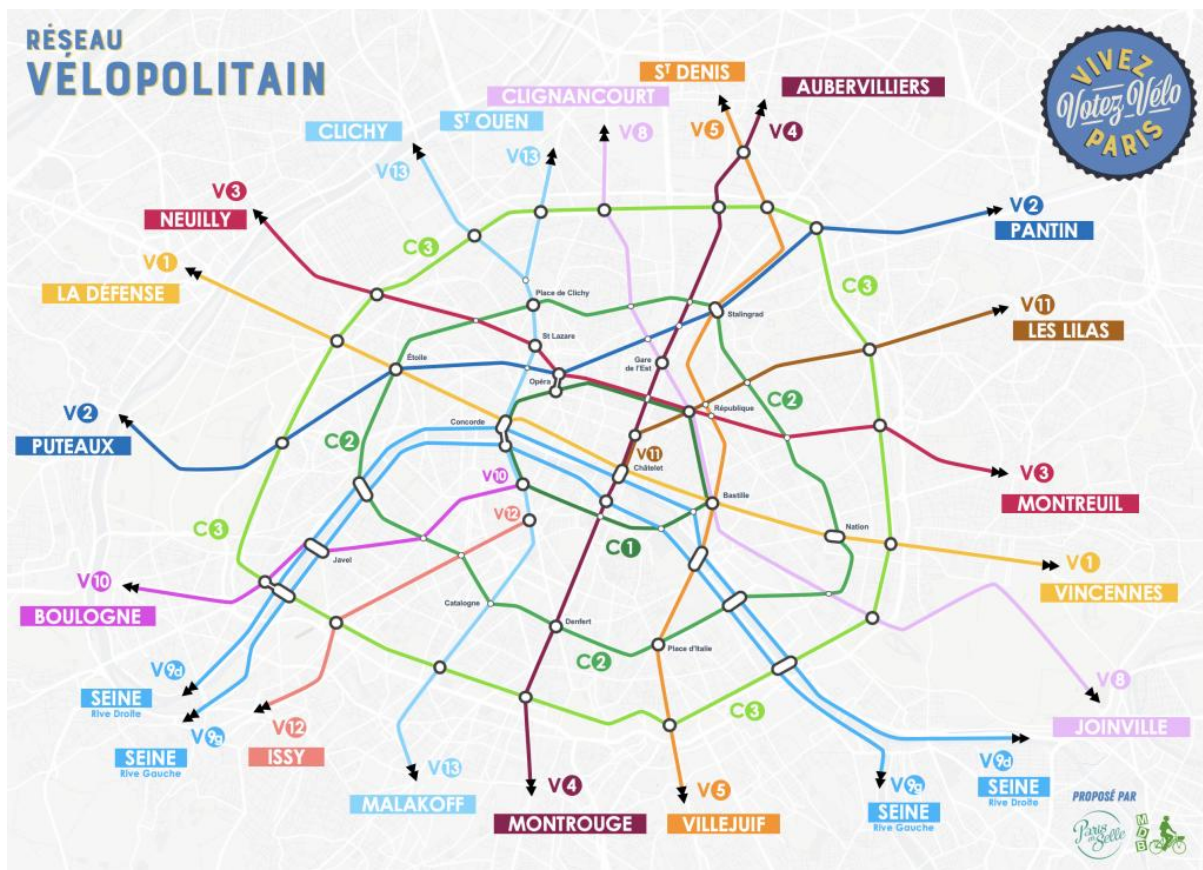 RÉSEAU
VÉLOPOLITAIN
VIVEZ
Votez Vélo
PARIS
ST DENIS
AUBERVILLIERS
CLIGNANCOURT
ST OUEN
CLICHY
V5
V4
V8
V13
V13
V3
NEUILLY
V2
PANTIN
C3
C3
V1
LA DÉFENSE
V11
LES LILAS
Place de Clichy
Stalingrad
St Lazare
Gare
de l'Est
Étoile
Opéra
C2
République
V2
PUTEAUX
Concorde
C2
V11
Châtelet
V10
V3
MONTREUIL
Bastille
V12
Nation
C3
C1
Javel
V1
VINCENNES
V10
BOULOGNE
Catalogne
Denfert
Place d'Italie
C2
V9d
SEINE
Rive Droite
V8
JOINVILLE
C3
V9g
SEINE
Rive Gauche
V12
ISSY
V13
MALAKOFF
V4
MONTROUGE
V5
VILLEJUIF
V9g
SEINE
Rive Gauche
V9d
SEINE
Rive Droite
PROPOSÉ PAR
Paris en Selle
MDB